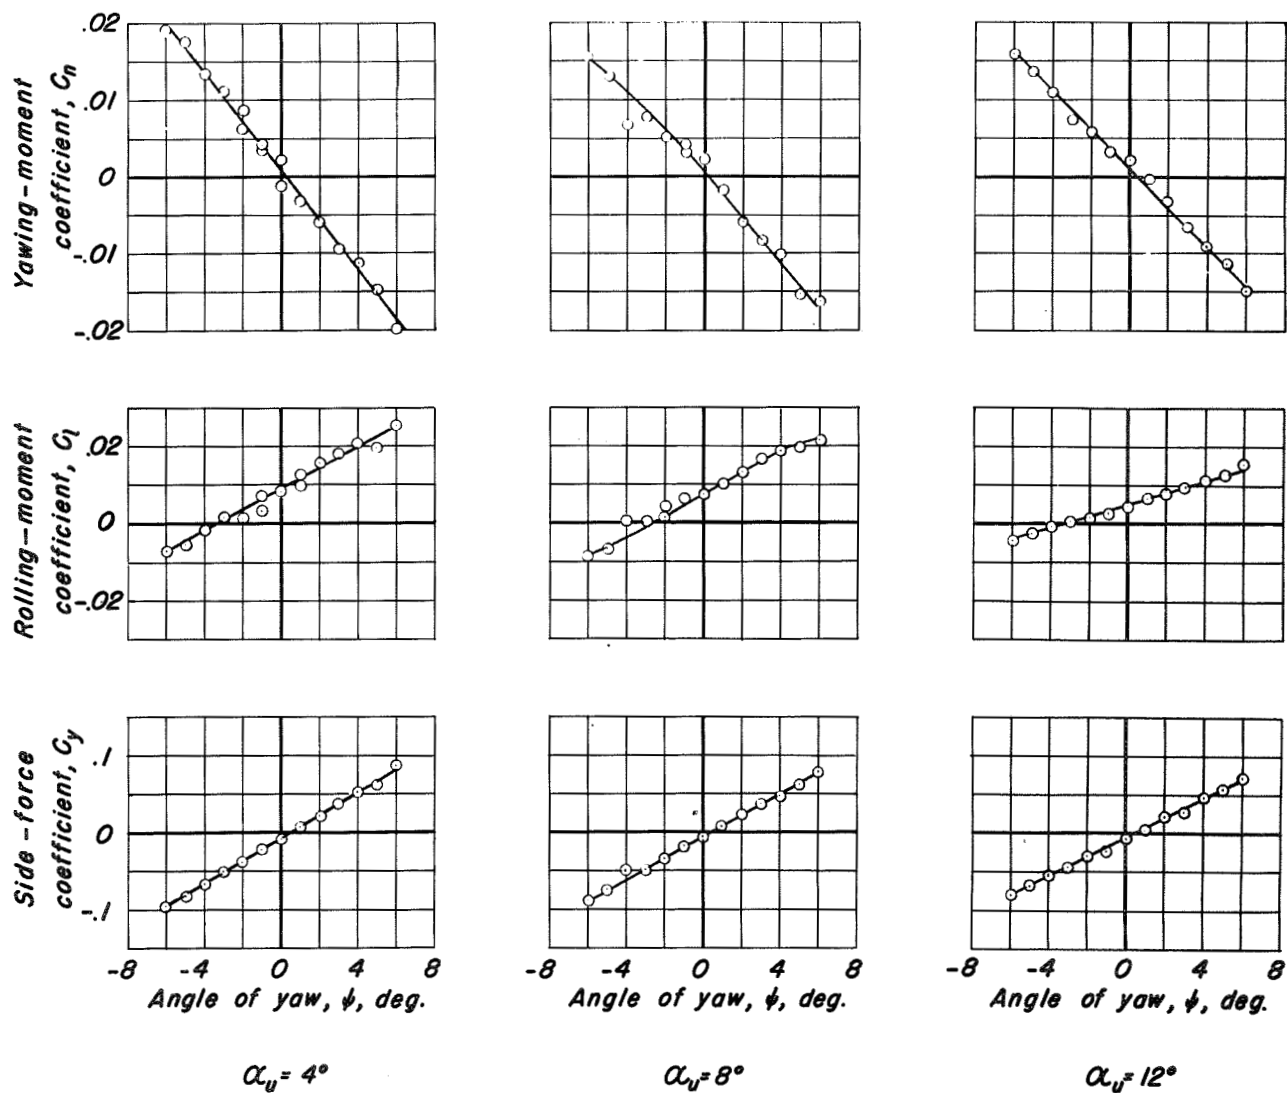 Yawing-moment
coefficient, Cn
.02
.01
0
-.01
-.02
Rolling-moment
coefficient, Cl
.02
0
-.02
Side-force
coefficient, Cy
.1
0
-.1
-8 -4 0 4 8
-8 -4 0 4 8
-8 -4 0 4 8
Angle of yaw, ψ, deg.
Angle of yaw, ψ, deg.
Angle of yaw, ψ, deg.
αu = 4°
αu = 8°
αu = 12°